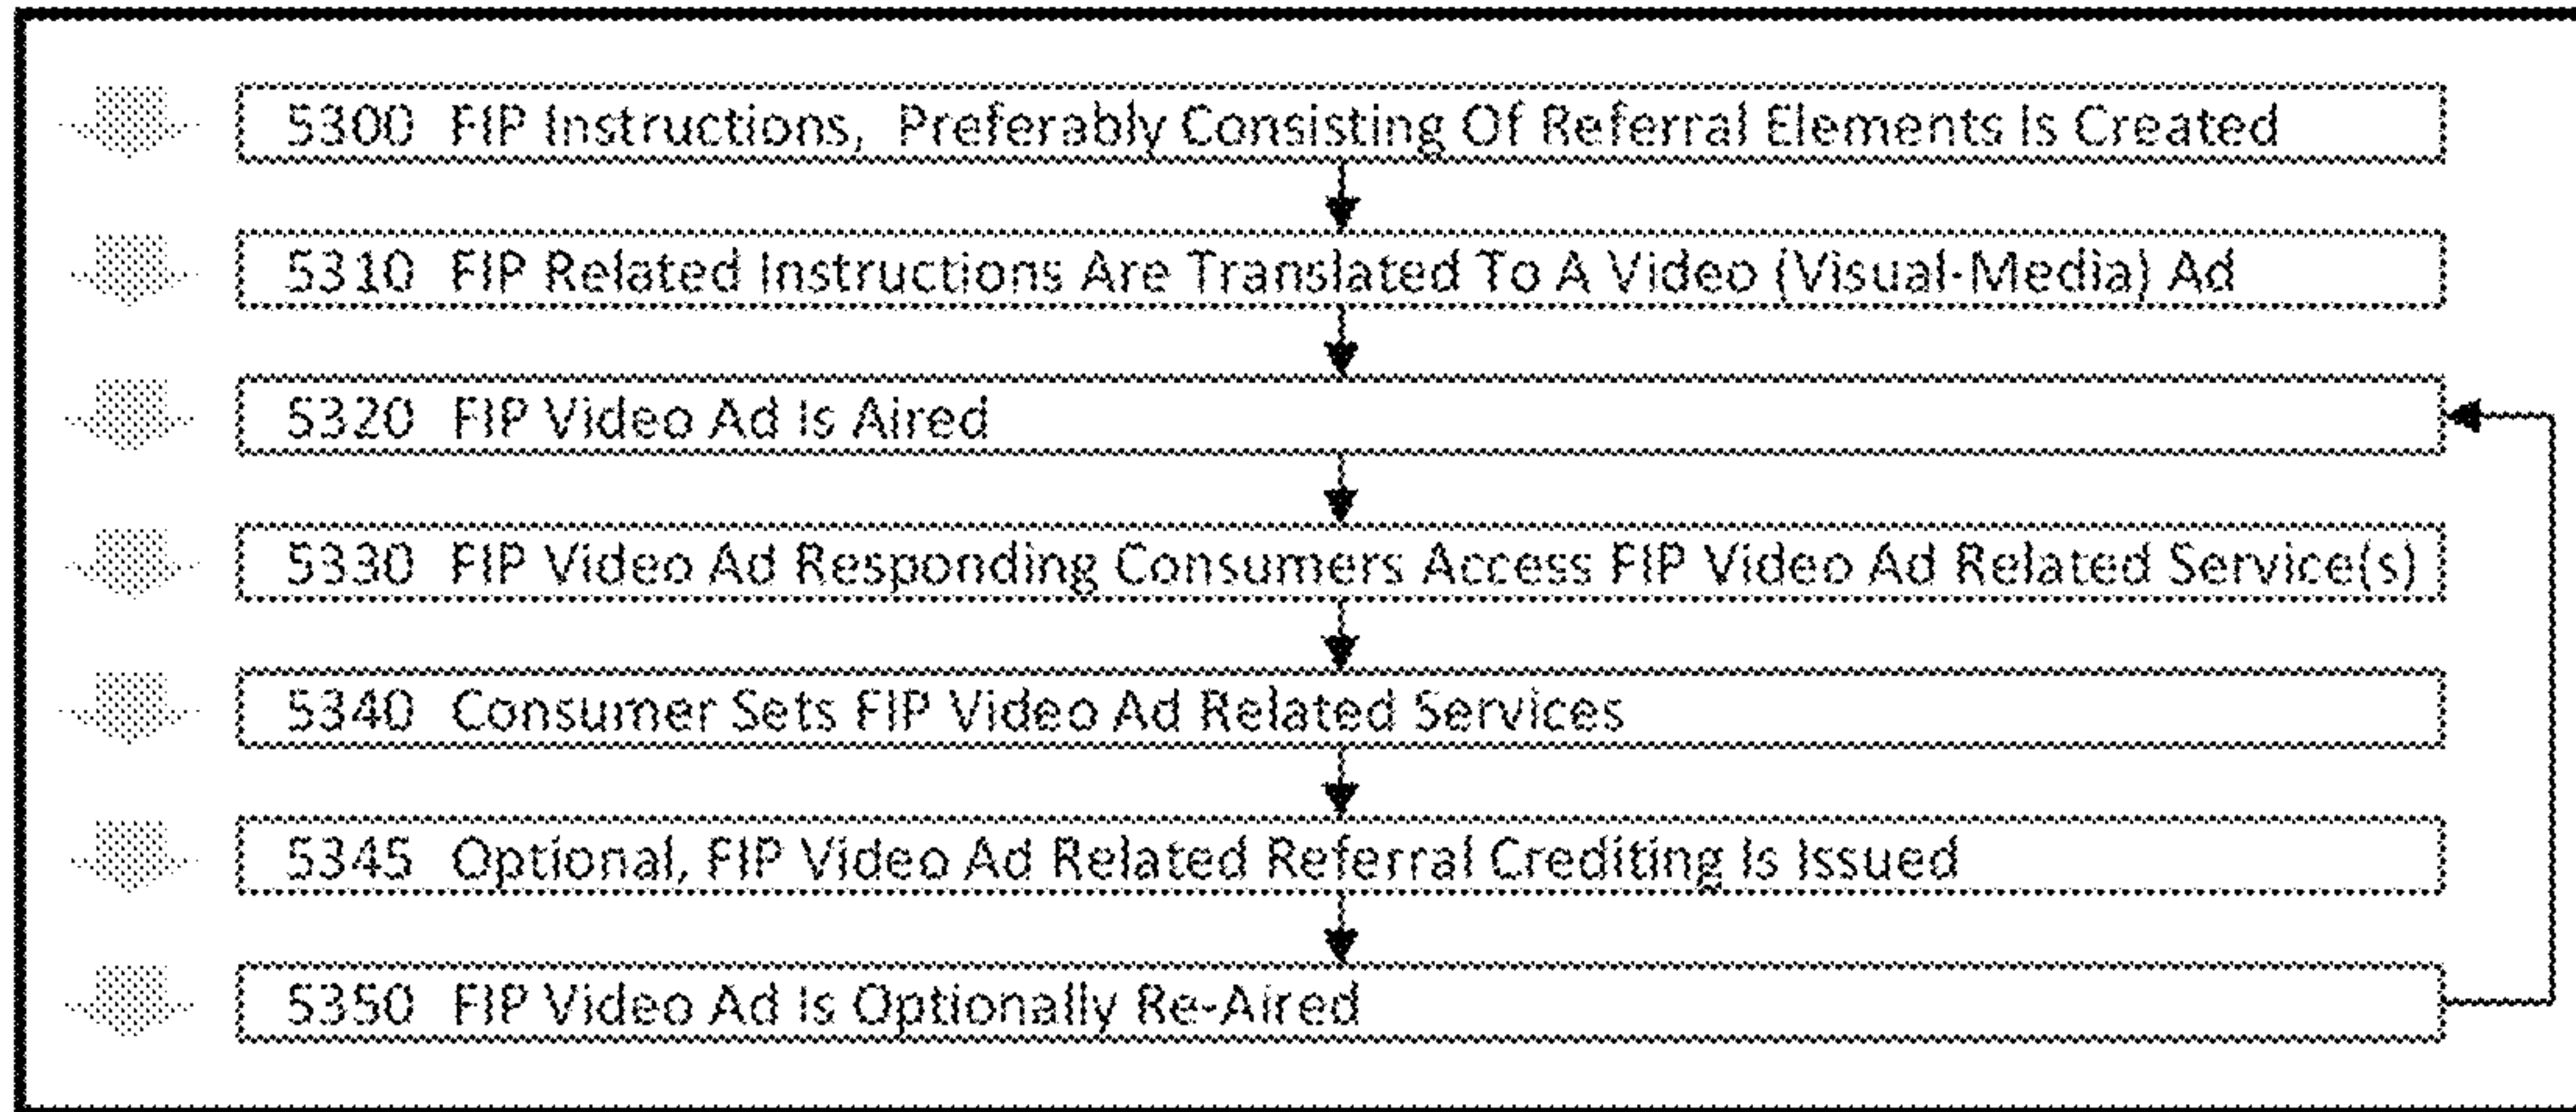 5300 FIP Instructions, Preferably Consisting Of Referral Elements Is Created
5310 FIP Related Instructions Are Translated To A Video (Visual-Media) Ad
5320 FIP Video Ad Is Aired
5330 FIP Video Ad Responding Consumers Access FIP Video Ad Related Service(s)
5340 Consumer Sets FIP Video Ad Related Services
5345 Optional, FIP Video Ad Related Referral Crediting Is Issued
5350 FIP Video Ad Is Optionally Re-Aired